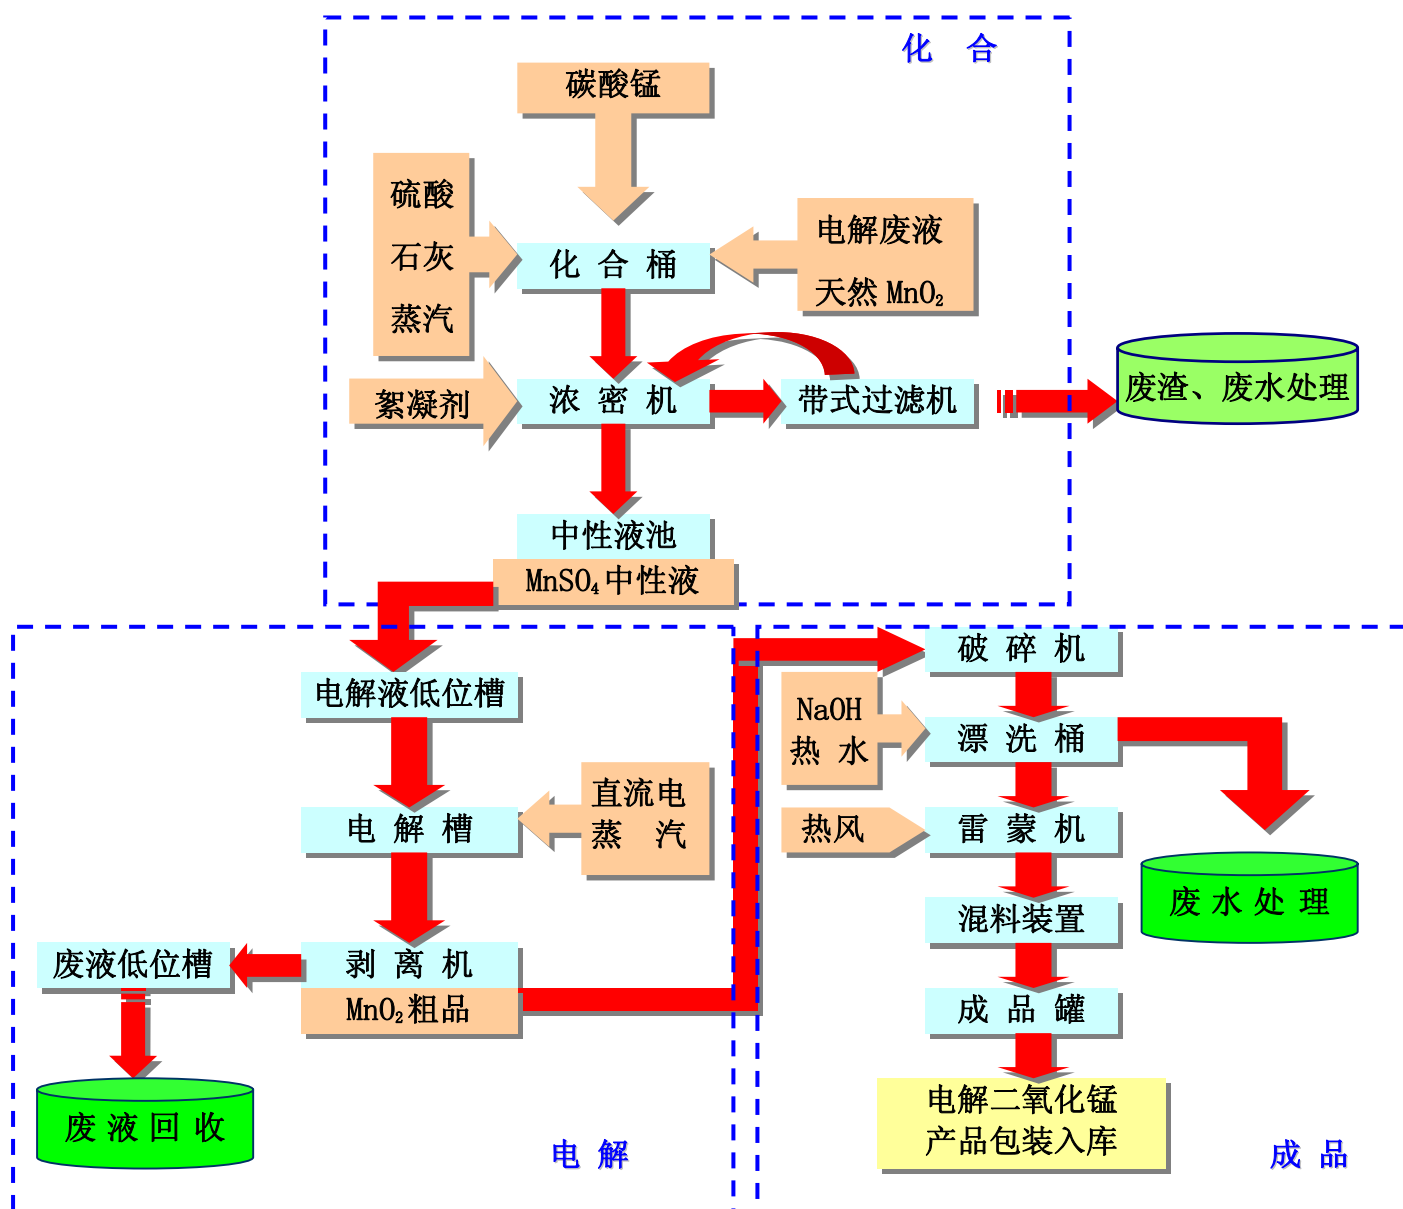 化 合
碳酸锰
硫酸
石灰
蒸汽
电解废液
天然 MnO₂
化 合 桶
絮凝剂
浓 密 机
带式过滤机
废渣、废水处理
中性液池
MnSO₄中性液
电解液低位槽
直流电
蒸 汽
电 解 槽
剥 离 机
MnO₂粗品
废液低位槽
废 液 回 收
电 解
破 碎 机
NaOH
热 水
漂 洗 桶
热风
雷 蒙 机
废 水 处 理
混料装置
成 品 罐
电解二氧化锰
产品包装入库
成 品